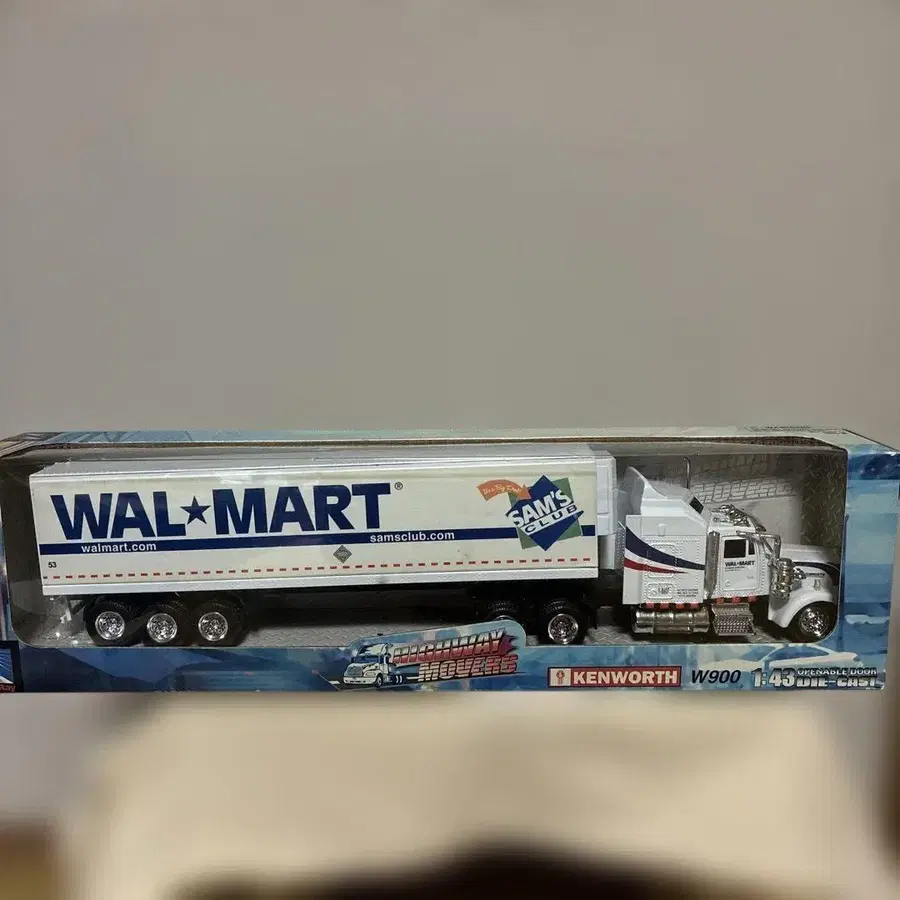 WAL★MART®
walmart.com
samsclub.com
SAM'S
CLUB
53
WAL-MART
HIGHWAY
MOVERS
KENWORTH
W900
1:43
OPENABLE DOOR
DIE-CAST